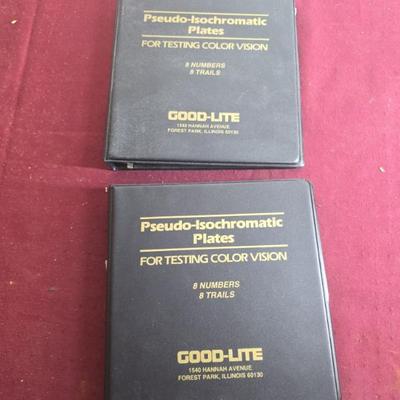 Pseudo-Isochromatic
Plates
FOR TESTING COLOR VISION
8 NUMBERS
8 TRAILS
GOOD-LITE
1540 HANNAH AVENUE
FOREST PARK, ILLINOIS 60130
Pseudo-Isochromatic
Plates
FOR TESTING COLOR VISION
8 NUMBERS
8 TRAILS
GOOD-LITE
1540 HANNAH AVENUE
FOREST PARK, ILLINOIS 60130